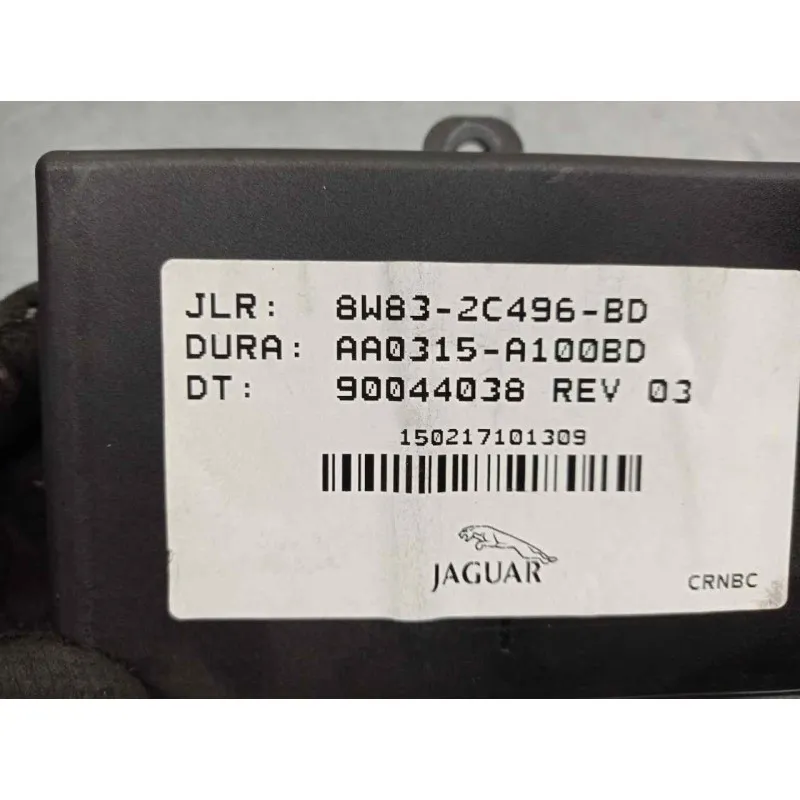 JLR: 8W83-2C496-BD
DURA: AA0315-A100BD
DT: 90044038 REV 03
150217101309
JAGUAR
CRNBC